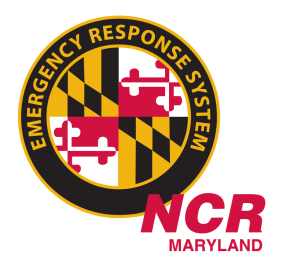 EMERGENCY RESPONSE SYSTEM
NCR
MARYLAND